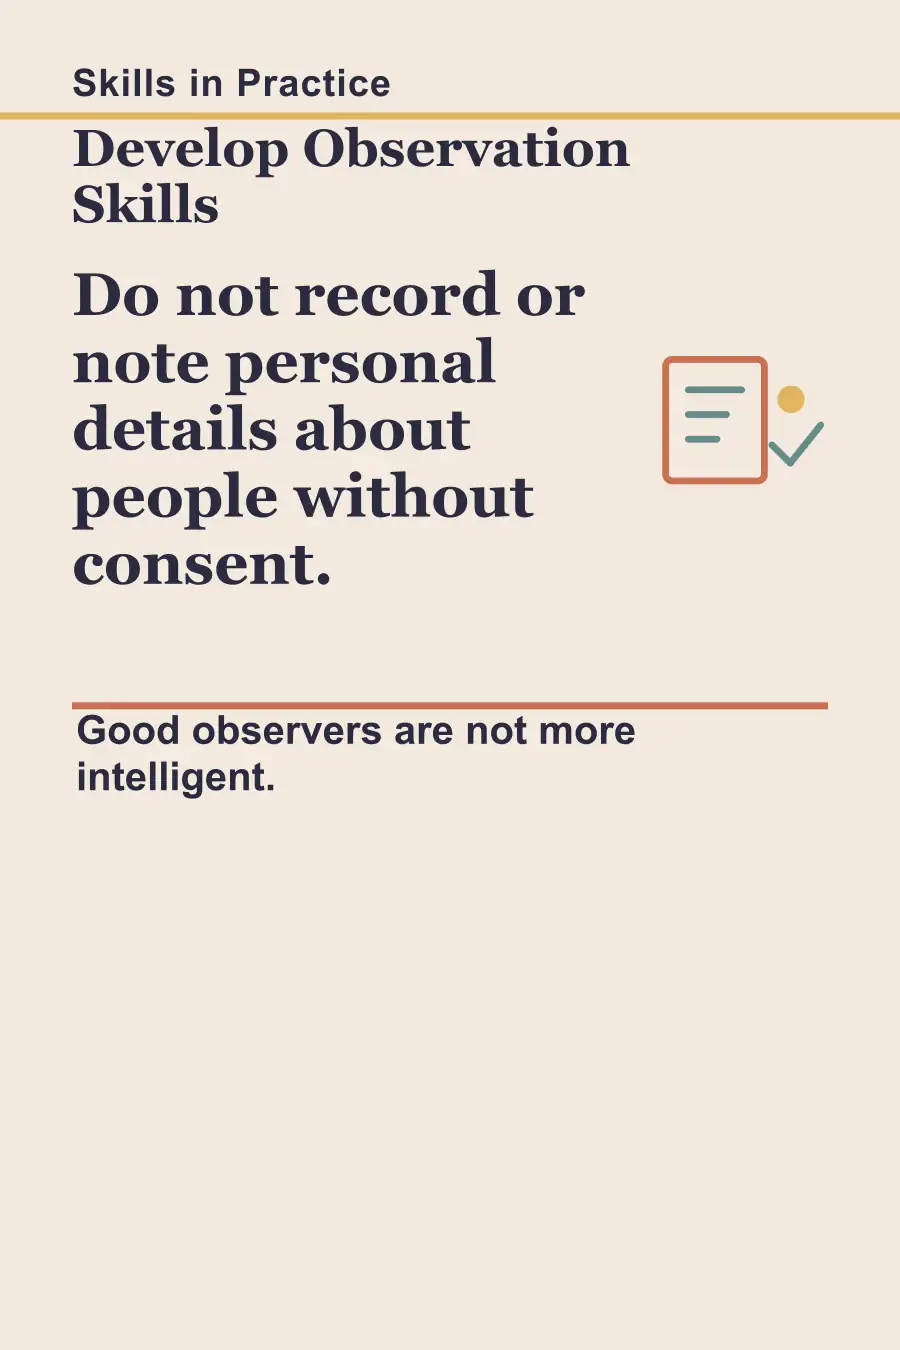 Skills in Practice
Develop Observation
Skills
Do not record or
note personal
details about
people without
consent.
Good observers are not more
intelligent.